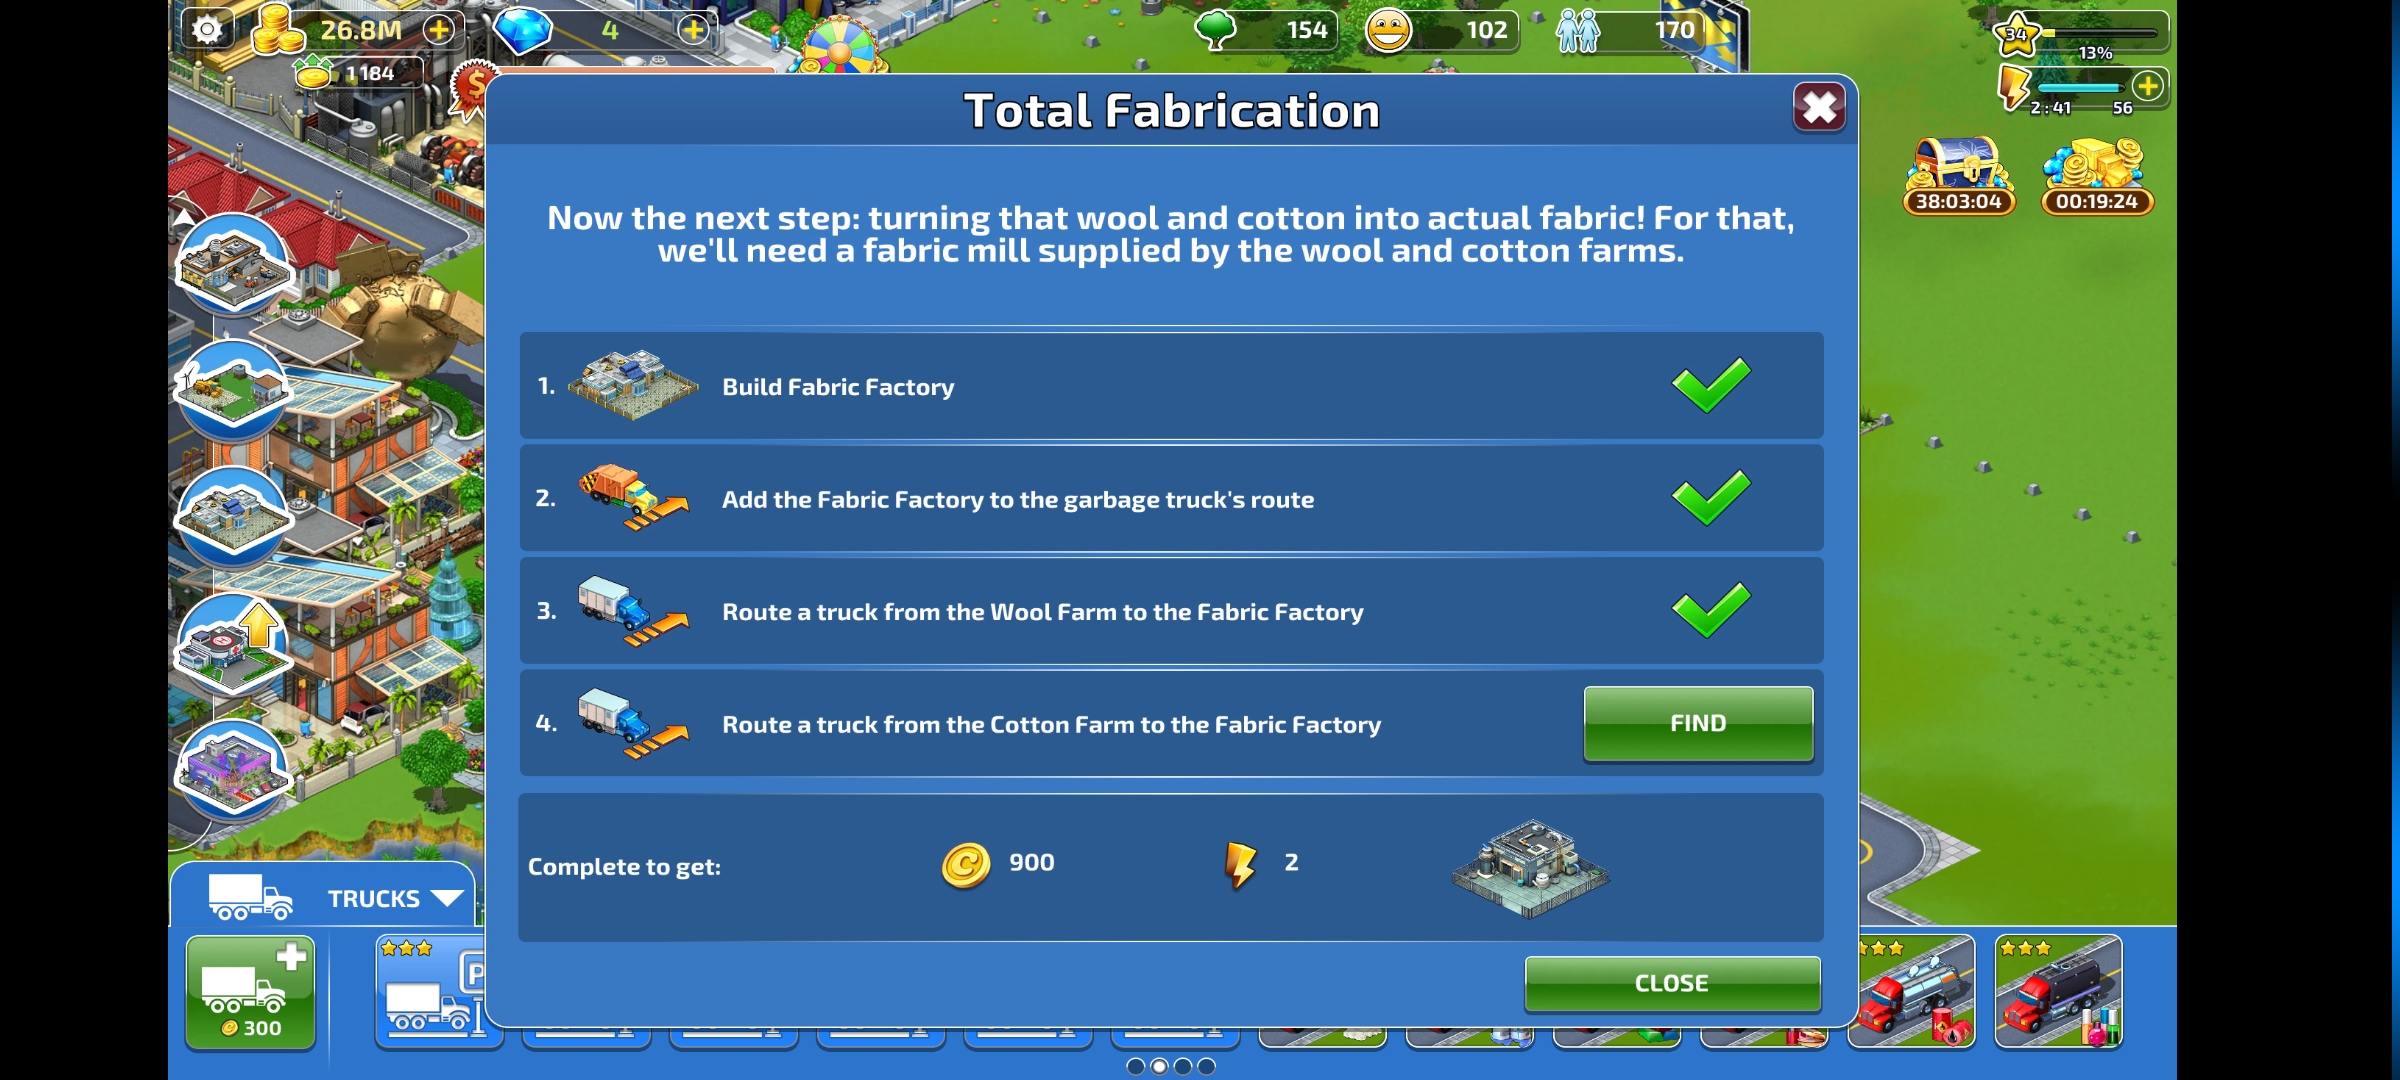 26.8M
4
154
102
170
34
13%
1184
2:41
56
Total Fabrication
38:03:04
00:19:24
Now the next step: turning that wool and cotton into actual fabric! For that,
we'll need a fabric mill supplied by the wool and cotton farms.
1.
Build Fabric Factory
2.
Add the Fabric Factory to the garbage truck's route
3.
Route a truck from the Wool Farm to the Fabric Factory
4.
Route a truck from the Cotton Farm to the Fabric Factory
FIND
Complete to get:
900
2
TRUCKS
CLOSE
300
P